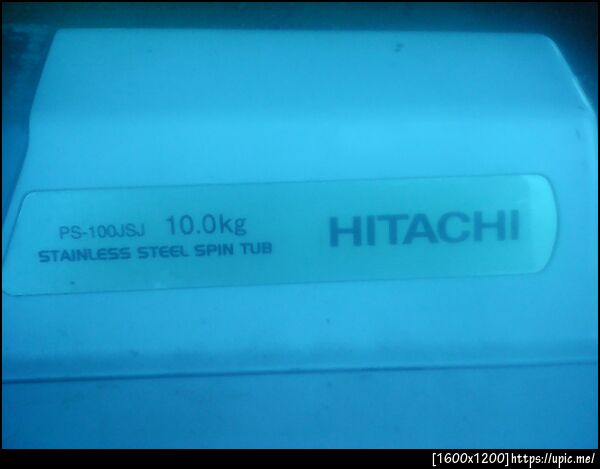 PS-100JSJ 10.0kg
STAINLESS STEEL SPIN TUB
HITACHI
[1600x1200]https://upic.me/